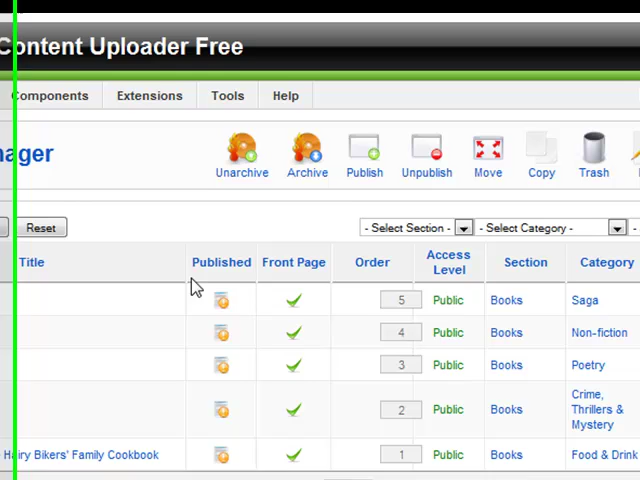 Content Uploader Free
Components Extensions Tools Help
nager
Unarchive Archive Publish Unpublish Move Copy Trash
Reset - Select Section - - Select Category - -
Title Published Front Page Order Access Level Section Category
5 Public Books Saga
4 Public Books Non-fiction
3 Public Books Poetry
2 Public Books Crime, Thrillers & Mystery
Hairy Bikers' Family Cookbook 1 Public Books Food & Drink